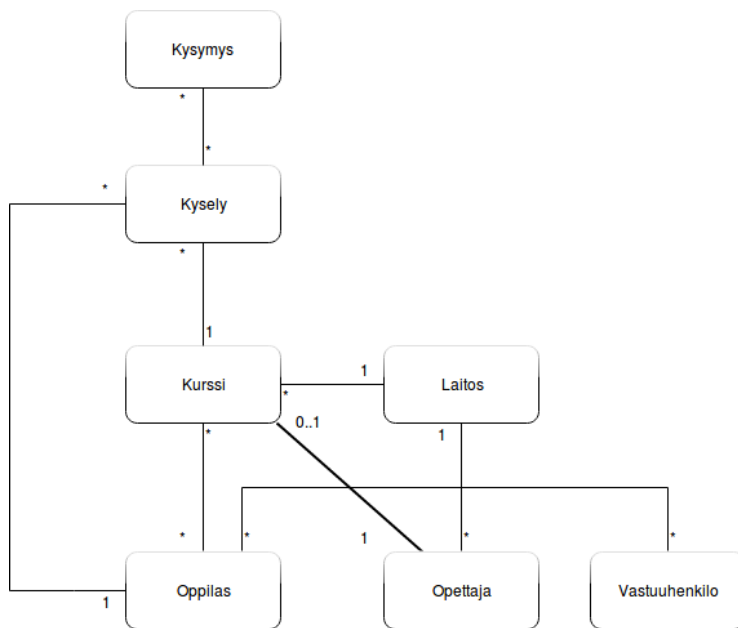 Kysymys
*
*
*
Kysely
*
1
Kurssi
1
*
Laitos
*
0..1
1
*
*
1
*
*
Oppilas
Opettaja
Vastuuhenkilo
1